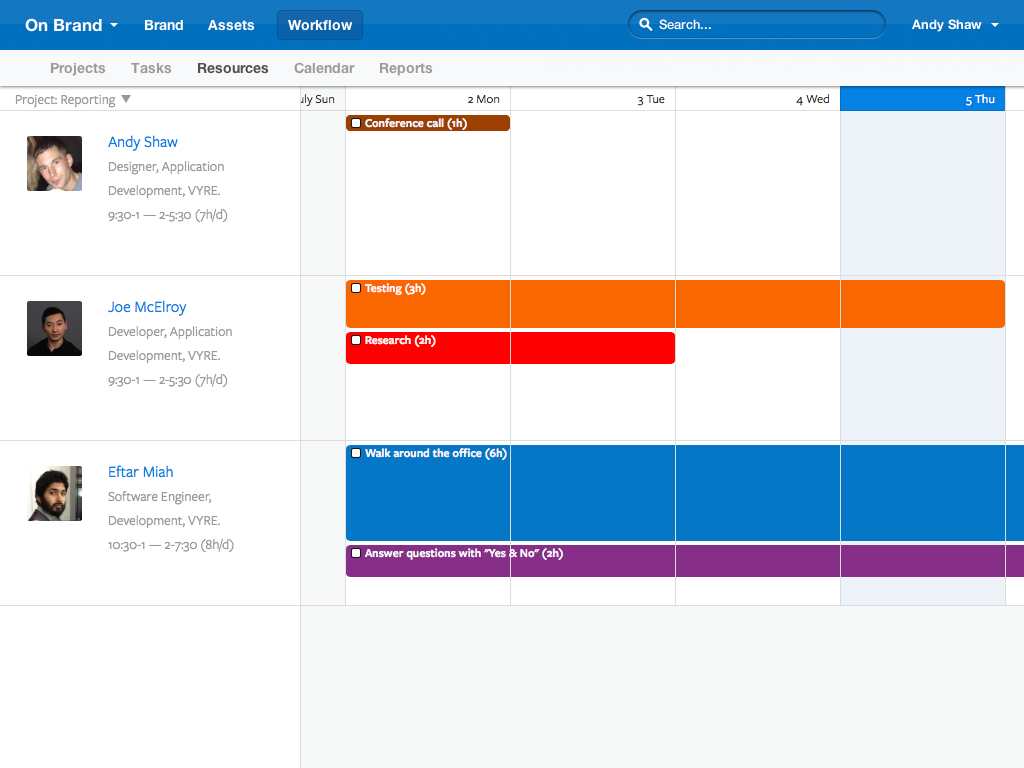 On Brand Brand Assets Workflow Search... Andy Shaw
Projects Tasks Resources Calendar Reports
Project: Reporting ▼ uly Sun 2 Mon 3 Tue 4 Wed 5 Thu
Conference call (1h)
Andy Shaw
Designer, Application
Development, VYRE.
9:30-1 — 2-5:30 (7h/d)
Testing (3h)
Joe McElroy
Developer, Application
Development, VYRE.
9:30-1 — 2-5:30 (7h/d)
Research (2h)
Walk around the office (6h)
Eftar Miah
Software Engineer,
Development, VYRE.
10:30-1 — 2-7:30 (8h/d)
Answer questions with "Yes & No" (2h)